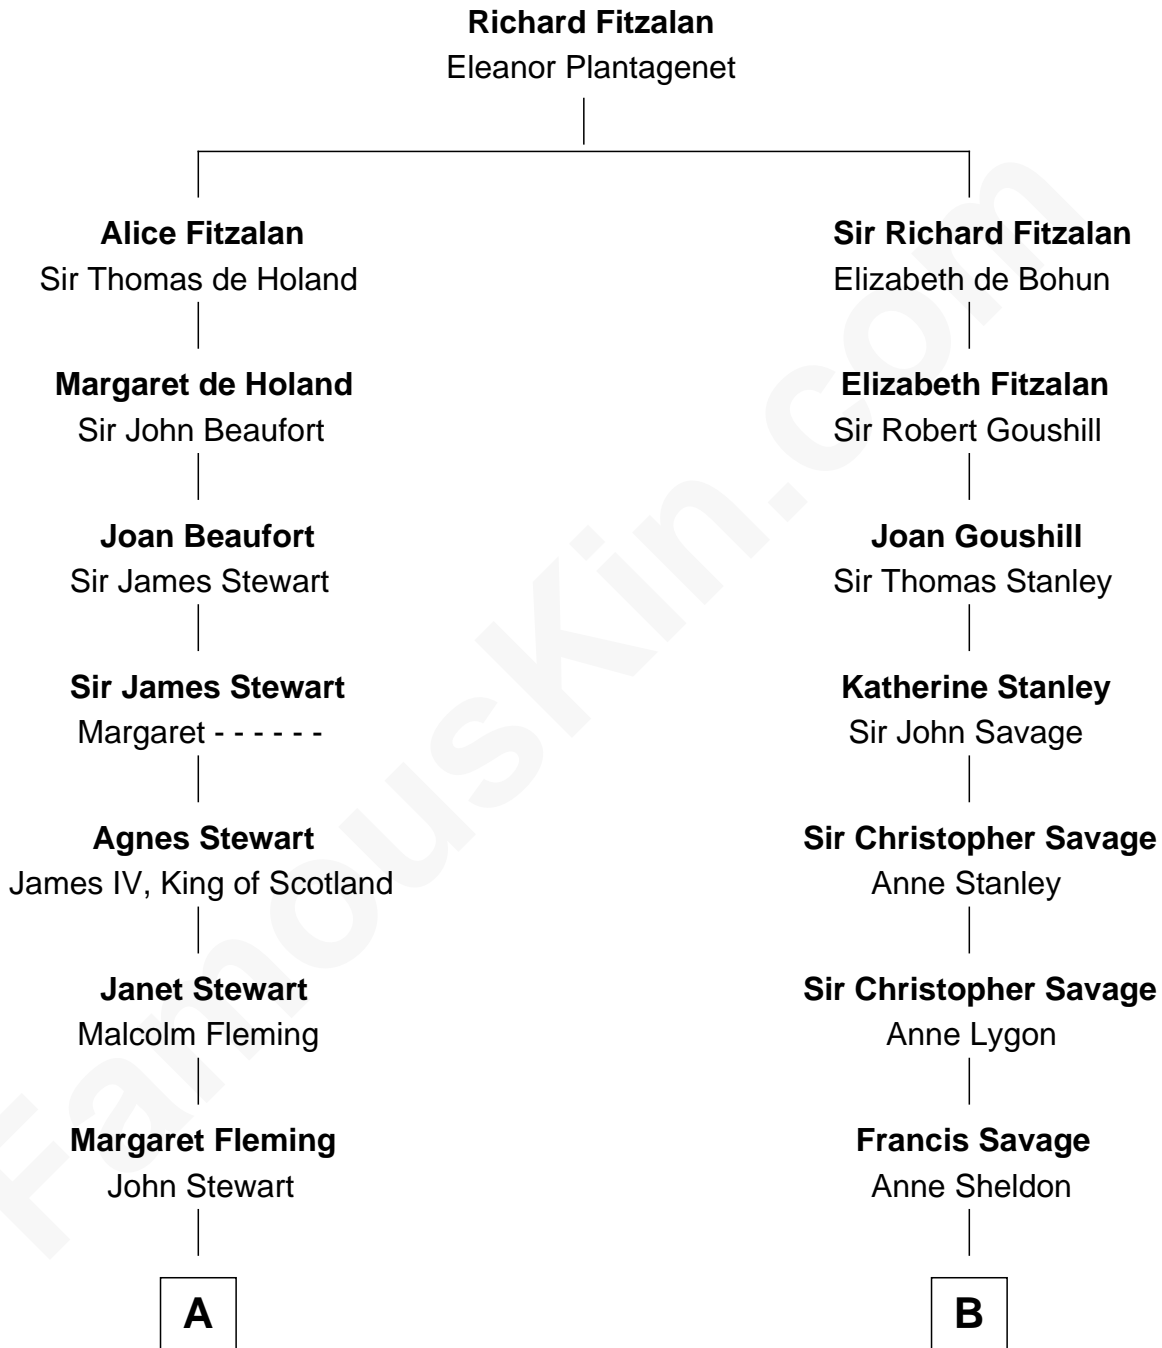 Richard Fitzalan
Eleanor Plantagenet
Alice Fitzalan
Sir Thomas de Holand
Margaret de Holand
Sir John Beaufort
Joan Beaufort
Sir James Stewart
Sir James Stewart
Margaret - - - - - -
Agnes Stewart
James IV, King of Scotland
Janet Stewart
Malcolm Fleming
Margaret Fleming
John Stewart
A
Sir Richard Fitzalan
Elizabeth de Bohun
Elizabeth Fitzalan
Sir Robert Goushill
Joan Goushill
Sir Thomas Stanley
Katherine Stanley
Sir John Savage
Sir Christopher Savage
Anne Stanley
Sir Christopher Savage
Anne Lygon
Francis Savage
Anne Sheldon
B
FamousKin.com